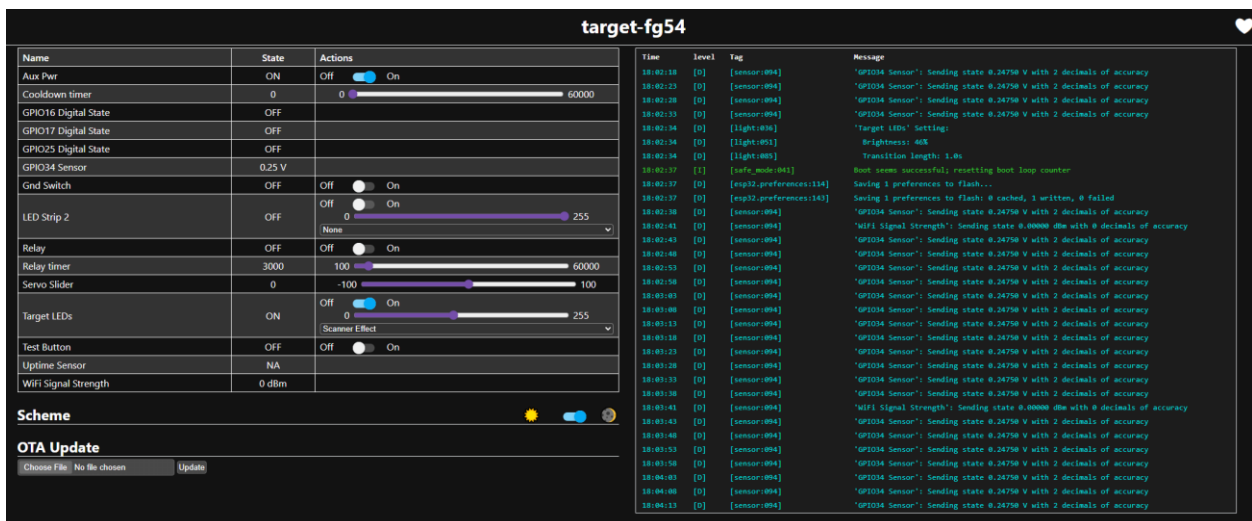 target-fg54
Name State Actions
Aux Pwr ON Off On
Cooldown timer 0 0 60000
GPIO16 Digital State OFF
GPIO17 Digital State OFF
GPIO25 Digital State OFF
GPIO34 Sensor 0.25 V
Gnd Switch OFF Off On
LED Strip 2 OFF Off On
0 255
None
Relay OFF Off On
Relay timer 3000 100 60000
Servo Slider 0 -100 100
Target LEDs ON Off On
0 255
Scanner Effect
Test Button OFF Off On
Uptime Sensor NA
WiFi Signal Strength 0 dBm
Scheme
OTA Update
Choose File No file chosen Update
Time level Tag Message
18:02:18 [D] [sensor:094] 'GPIO34 Sensor': Sending state 0.24750 V with 2 decimals of accuracy
18:02:23 [D] [sensor:094] 'GPIO34 Sensor': Sending state 0.24750 V with 2 decimals of accuracy
18:02:28 [D] [sensor:094] 'GPIO34 Sensor': Sending state 0.24750 V with 2 decimals of accuracy
18:02:33 [D] [sensor:094] 'GPIO34 Sensor': Sending state 0.24750 V with 2 decimals of accuracy
18:02:34 [D] [light:036] 'Target LEDs' Setting:
18:02:34 [D] [light:051] Brightness: 46%
18:02:34 [D] [light:085] Transition length: 1.0s
18:02:37 [I] [safe_mode:041] Boot seems successful; resetting boot loop counter
18:02:37 [D] [esp32.preferences:114] Saving 1 preferences to flash...
18:02:37 [D] [esp32.preferences:143] Saving 1 preferences to flash: 0 cached, 1 written, 0 failed
18:02:38 [D] [sensor:094] 'GPIO34 Sensor': Sending state 0.24750 V with 2 decimals of accuracy
18:02:41 [D] [sensor:094] 'WiFi Signal Strength': Sending state 0.00000 dBm with 0 decimals of accuracy
18:02:43 [D] [sensor:094] 'GPIO34 Sensor': Sending state 0.24750 V with 2 decimals of accuracy
18:02:48 [D] [sensor:094] 'GPIO34 Sensor': Sending state 0.24750 V with 2 decimals of accuracy
18:02:53 [D] [sensor:094] 'GPIO34 Sensor': Sending state 0.24750 V with 2 decimals of accuracy
18:02:58 [D] [sensor:094] 'GPIO34 Sensor': Sending state 0.24750 V with 2 decimals of accuracy
18:03:03 [D] [sensor:094] 'GPIO34 Sensor': Sending state 0.24750 V with 2 decimals of accuracy
18:03:08 [D] [sensor:094] 'GPIO34 Sensor': Sending state 0.24750 V with 2 decimals of accuracy
18:03:13 [D] [sensor:094] 'GPIO34 Sensor': Sending state 0.24750 V with 2 decimals of accuracy
18:03:18 [D] [sensor:094] 'GPIO34 Sensor': Sending state 0.24750 V with 2 decimals of accuracy
18:03:23 [D] [sensor:094] 'GPIO34 Sensor': Sending state 0.24750 V with 2 decimals of accuracy
18:03:28 [D] [sensor:094] 'GPIO34 Sensor': Sending state 0.24750 V with 2 decimals of accuracy
18:03:33 [D] [sensor:094] 'GPIO34 Sensor': Sending state 0.24750 V with 2 decimals of accuracy
18:03:38 [D] [sensor:094] 'GPIO34 Sensor': Sending state 0.24750 V with 2 decimals of accuracy
18:03:41 [D] [sensor:094] 'WiFi Signal Strength': Sending state 0.00000 dBm with 0 decimals of accuracy
18:03:43 [D] [sensor:094] 'GPIO34 Sensor': Sending state 0.24750 V with 2 decimals of accuracy
18:03:48 [D] [sensor:094] 'GPIO34 Sensor': Sending state 0.24750 V with 2 decimals of accuracy
18:03:53 [D] [sensor:094] 'GPIO34 Sensor': Sending state 0.24750 V with 2 decimals of accuracy
18:03:58 [D] [sensor:094] 'GPIO34 Sensor': Sending state 0.24750 V with 2 decimals of accuracy
18:04:03 [D] [sensor:094] 'GPIO34 Sensor': Sending state 0.24750 V with 2 decimals of accuracy
18:04:08 [D] [sensor:094] 'GPIO34 Sensor': Sending state 0.24750 V with 2 decimals of accuracy
18:04:13 [D] [sensor:094] 'GPIO34 Sensor': Sending state 0.24750 V with 2 decimals of accuracy